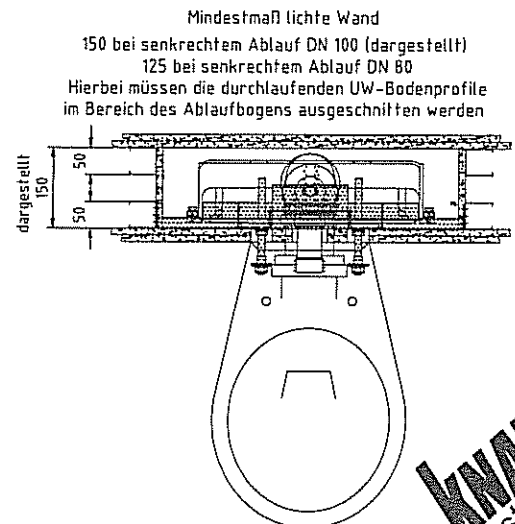 Mindestmaß lichte Wand
150 bei senkrechtem Ablauf DN 100 (dargestellt)
125 bei senkrechtem Ablauf DN 80
Hierbei müssen die durchlaufenden UW-Bodenprofile
im Bereich des Ablaufbogens ausgeschnitten werden
dargestellt
150
50
50